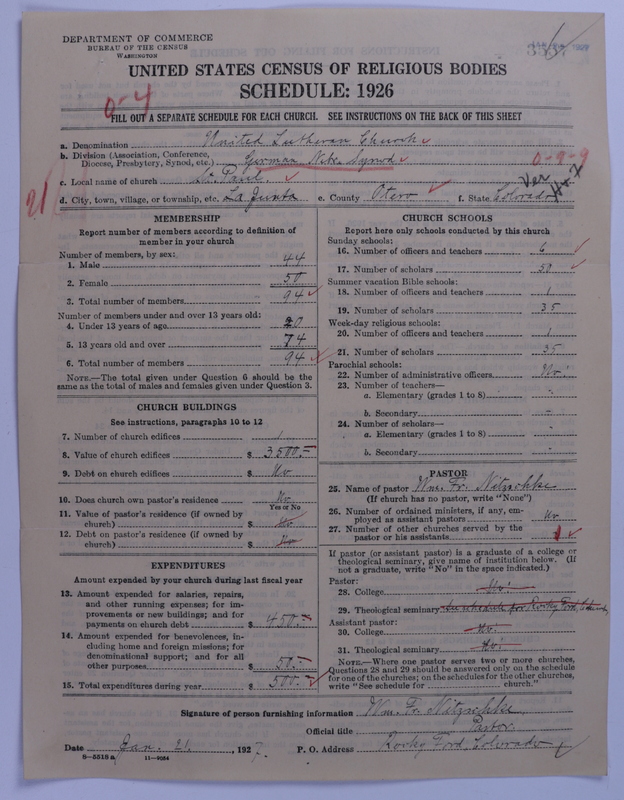 DEPARTMENT OF COMMERCE
BUREAU OF THE CENSUS
WASHINGTON
UNITED STATES CENSUS OF RELIGIOUS BODIES
SCHEDULE: 1926
0-4
FILL OUT A SEPARATE SCHEDULE FOR EACH CHURCH. SEE INSTRUCTIONS ON THE BACK OF THIS SHEET
a. Denomination United Lutheran Church
b. Division (Association, Conference, Diocese, Presbytery, Synod, etc.) German Nebr. Synod
0-9-9
c. Local name of church St. Paul.
d. City, town, village, or township, etc. La Junta e. County Otero f. State Colorado
Ver
MEMBERSHIP
Report number of members according to definition of member in your church
Number of members, by sex:
1. Male 44
2. Female 50
3. Total number of members 94
Number of members under and over 13 years old:
4. Under 13 years of age 20
5. 13 years old and over 74
6. Total number of members 94
NOTE.—The total given under Question 6 should be the same as the total of males and females given under Question 3.
CHURCH BUILDINGS
See instructions, paragraphs 10 to 12
7. Number of church edifices 1
8. Value of church edifices $ 3500.—
9. Debt on church edifices $ No
10. Does church own pastor's residence No
Yes or No
11. Value of pastor's residence (if owned by church) $ No
12. Debt on pastor's residence (if owned by church) $ No
EXPENDITURES
Amount expended by your church during last fiscal year
13. Amount expended for salaries, repairs, and other running expenses; for improvements or new buildings; and for payments on church debt $ 450.—
14. Amount expended for benevolences, including home and foreign missions; for denominational support; and for all other purposes $ 50.—
15. Total expenditures during year $ 500.—
CHURCH SCHOOLS
Report here only schools conducted by this church
Sunday schools:
16. Number of officers and teachers 6
17. Number of scholars 50
Summer vacation Bible schools:
18. Number of officers and teachers 1
19. Number of scholars 35
Week-day religious schools:
20. Number of officers and teachers 1
21. Number of scholars 35
Parochial schools:
22. Number of administrative officers No.
23. Number of teachers—
a. Elementary (grades 1 to 8) -
b. Secondary -
24. Number of scholars—
a. Elementary (grades 1 to 8) -
b. Secondary -
PASTOR
25. Name of pastor Wm. Fr. Nitzschke
(If church has no pastor, write "None")
26. Number of ordained ministers, if any, employed as assistant pastors No
27. Number of other churches served by the pastor or his assistants 1
If pastor (or assistant pastor) is a graduate of a college or theological seminary, give name of institution below. (If not a graduate, write "No" in the space indicated.)
Pastor:
28. College No.
29. Theological seminary See schedule for Rocky Ford, Colorado
Assistant pastor:
30. College No.
31. Theological seminary No.
NOTE.—Where one pastor serves two or more churches, Questions 28 and 29 should be answered only on the schedule for one of the churches; on the schedules for the other churches, write "See schedule for church."
Signature of person furnishing information Wm. Fr. Nitzschke
Official title Pastor.
Date Jan. 21, 1927. P. O. Address Rocky Ford, Colorado
8-5518 a 11-9084